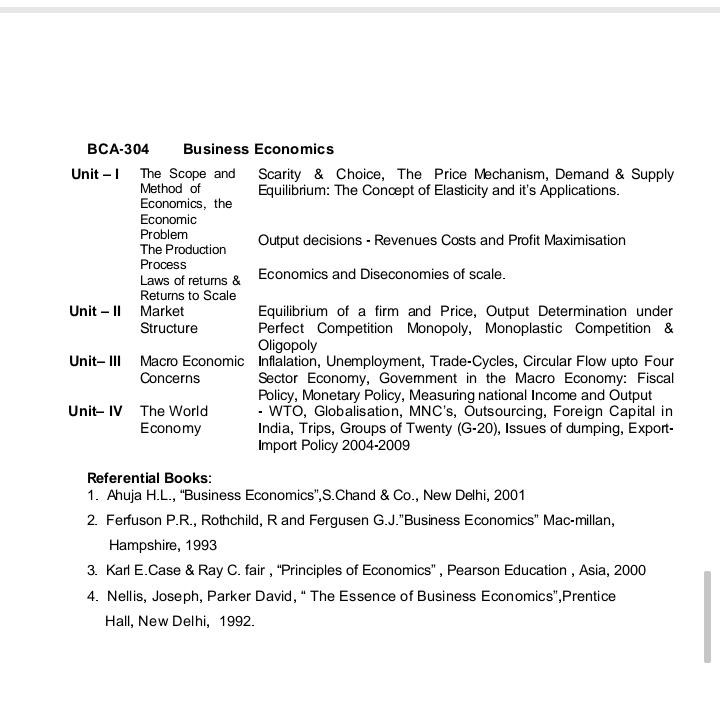 BCA-304 Business Economics
Unit – I
The Scope and
Method of
Economics, the
Economic
Problem
The Production
Process
Laws of returns &
Returns to Scale
Scarity & Choice, The Price Mechanism, Demand & Supply
Equilibrium: The Concept of Elasticity and it's Applications.
Output decisions - Revenues Costs and Profit Maximisation
Economics and Diseconomies of scale.
Unit – II
Market
Structure
Equilibrium of a firm and Price, Output Determination under
Perfect Competition Monopoly, Monoplastic Competition &
Oligopoly
Unit– III
Macro Economic
Concerns
Inflalation, Unemployment, Trade-Cycles, Circular Flow upto Four
Sector Economy, Government in the Macro Economy: Fiscal
Policy, Monetary Policy, Measuring national Income and Output
Unit– IV
The World
Economy
- WTO, Globalisation, MNC's, Outsourcing, Foreign Capital in
India, Trips, Groups of Twenty (G-20), Issues of dumping, Export-
Import Policy 2004-2009
Referential Books:
1. Ahuja H.L., “Business Economics”,S.Chand & Co., New Delhi, 2001
2. Ferfuson P.R., Rothchild, R and Fergusen G.J.”Business Economics” Mac-millan,
Hampshire, 1993
3. Karl E.Case & Ray C. fair , “Principles of Economics” , Pearson Education , Asia, 2000
4. Nellis, Joseph, Parker David, “ The Essence of Business Economics”,Prentice
Hall, New Delhi, 1992.